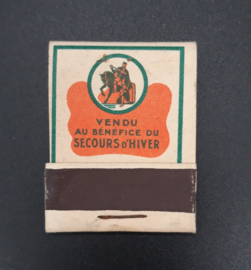 VENDU
AU BÉNÉFICE DU
SECOURS D'HIVER